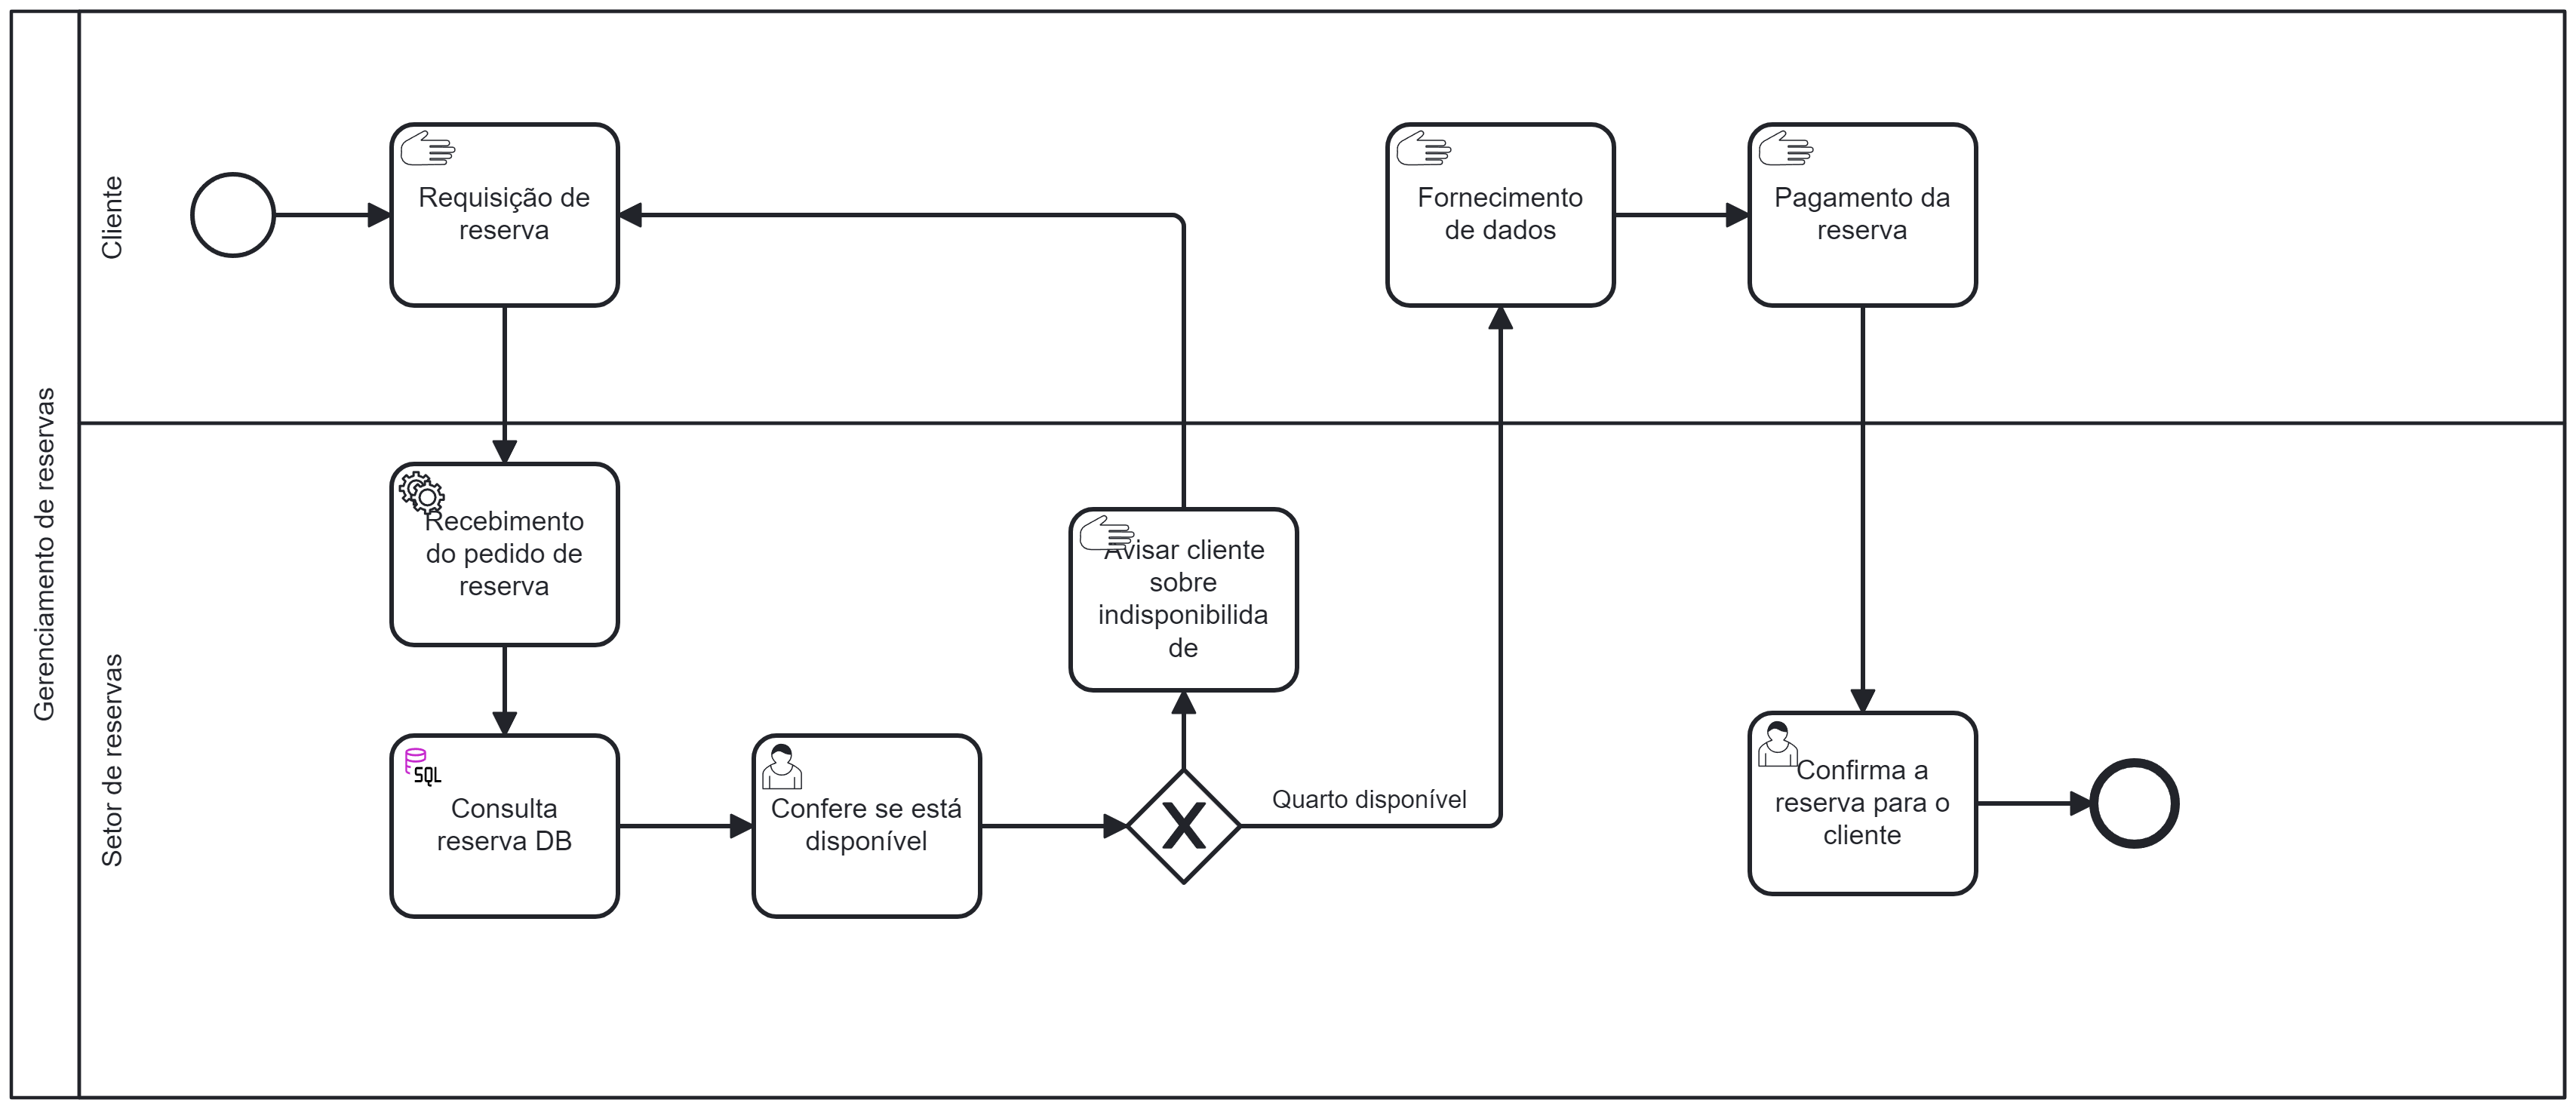 Gerenciamento de reservas
Cliente
Requisição de
reserva
Fornecimento
de dados
Pagamento da
reserva
Setor de reservas
Recebimento
do pedido de
reserva
Avisar cliente
sobre
indisponibilida
de
SQL
Consulta
reserva DB
Confere se está
disponível
X
Quarto disponível
Confirma a
reserva para o
cliente